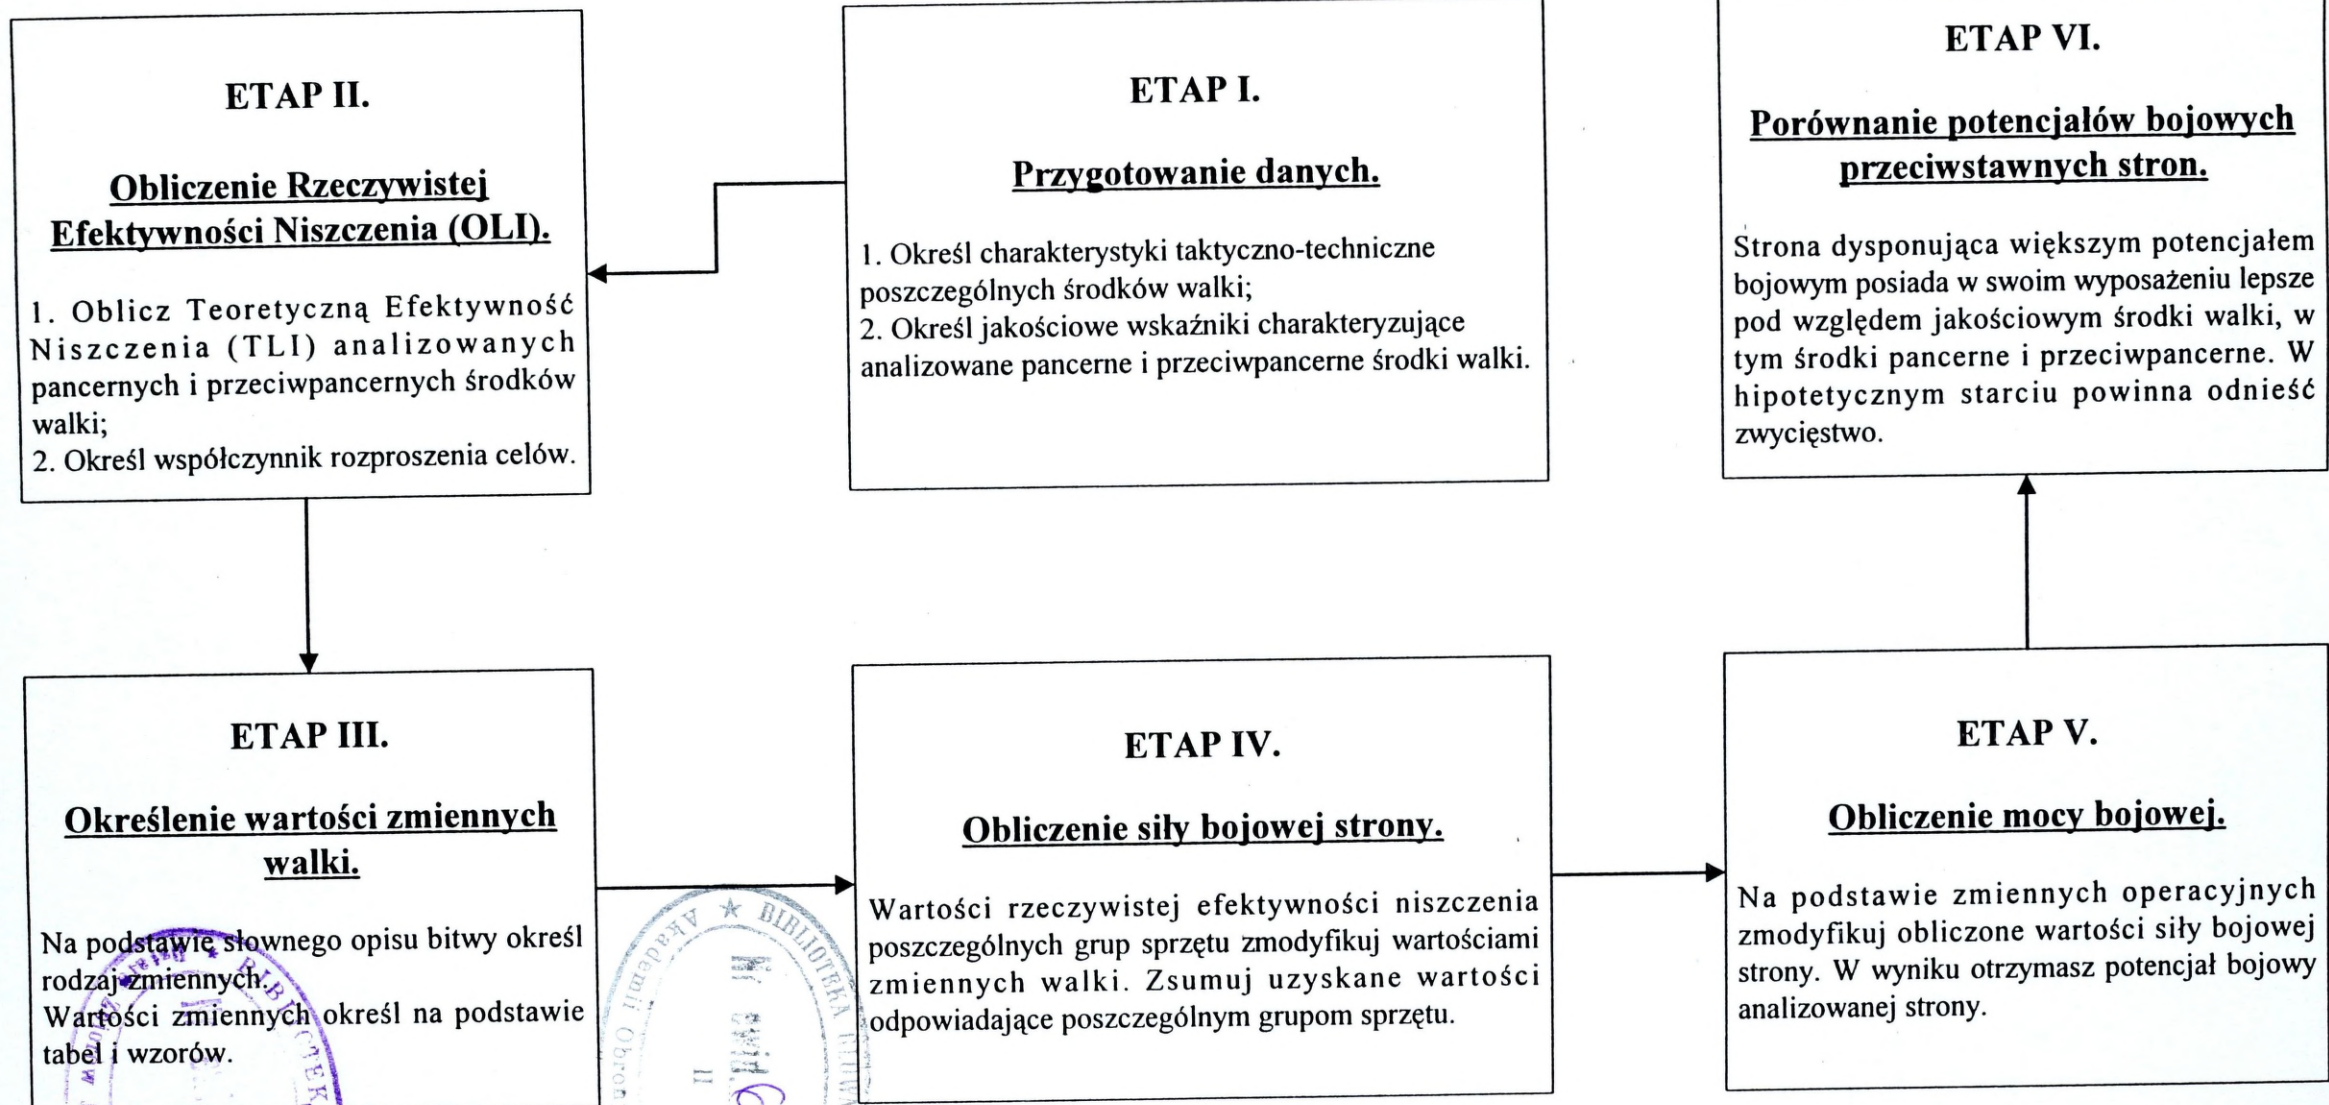 ETAP II.
Obliczenie Rzeczywistej
Efektywności Niszczenia (OLI).
1. Oblicz Teoretyczną Efektywność
Niszczenia (TLI) analizowanych
pancernych i przeciwpancernych środków
walki;
2. Określ współczynnik rozproszenia celów.
ETAP I.
Przygotowanie danych.
1. Określ charakterystyki taktyczno-techniczne
poszczególnych środków walki;
2. Określ jakościowe wskaźniki charakteryzujące
analizowane pancerne i przeciwpancerne środki walki.
ETAP VI.
Porównanie potencjałów bojowych
przeciwstawnych stron.
Strona dysponująca większym potencjałem
bojowym posiada w swoim wyposażeniu lepsze
pod względem jakościowym środki walki, w
tym środki pancerne i przeciwpancerne. W
hipotetycznym starciu powinna odnieść
zwycięstwo.
ETAP III.
Określenie wartości zmiennych
walki.
Na podstawie słownego opisu bitwy określ
rodzaj zmiennych.
Wartości zmiennych określ na podstawie
tabel i wzorów.
ETAP IV.
Obliczenie siły bojowej strony.
Wartości rzeczywistej efektywności niszczenia
poszczególnych grup sprzętu zmodyfikuj wartościami
zmiennych walki. Zsumuj uzyskane wartości
odpowiadające poszczególnym grupom sprzętu.
ETAP V.
Obliczenie mocy bojowej.
Na podstawie zmiennych operacyjnych
zmodyfikuj obliczone wartości siły bojowej
strony. W wyniku otrzymasz potencjał bojowy
analizowanej strony.
BIBLIOTEKA
Akademii